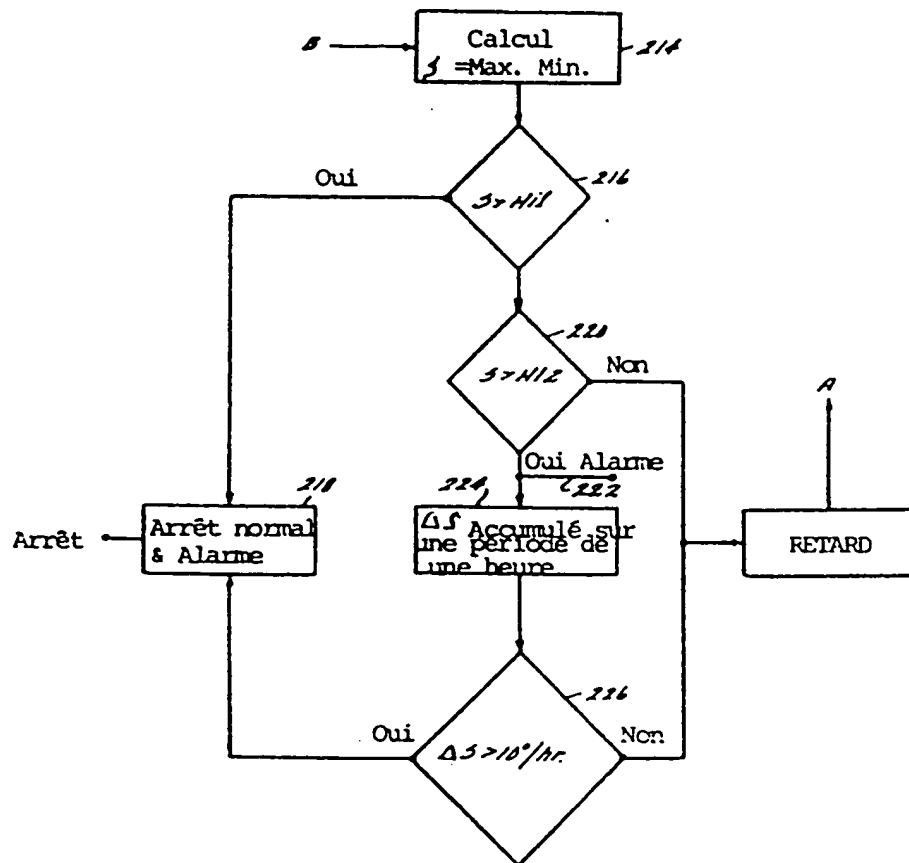 B
Calcul
S =Max. Min.
214
216
Oui
S>Hi1
220
S>Hi2
Non
A
Oui Alarme
222
224
218
Arrêt
Arrêt normal
& Alarme
ΔS Accumulé sur
une période de
une heure
RETARD
226
Oui
ΔS>10°/hr.
Non